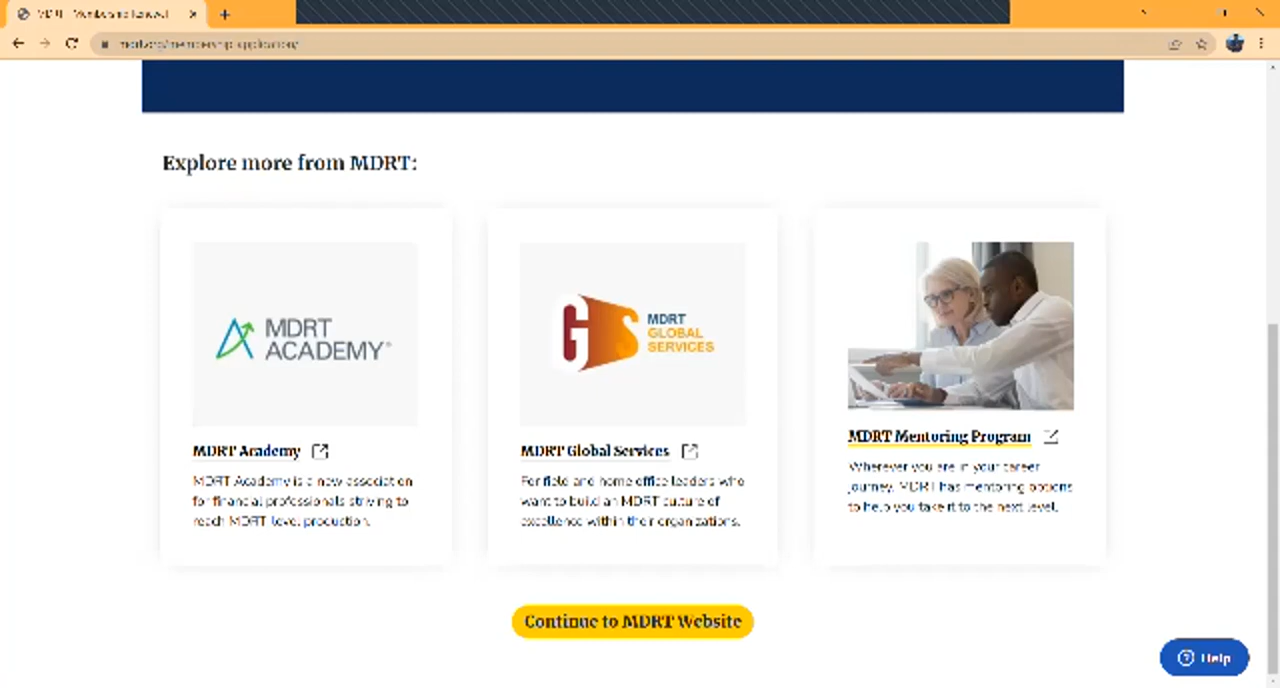 MDRT - Membership Renewal
mdrt.org/membership-application/
Explore more from MDRT:
MDRT
ACADEMY®
GS
MDRT
GLOBAL
SERVICES
MDRT Academy
MDRT Academy is a new association
for financial professionals striving to
reach MDRT-level production.
MDRT Global Services
For field and home office leaders who
want to build an MDRT culture of
excellence within their organizations.
MDRT Mentoring Program
Wherever you are in your career
journey, MDRT has mentoring options
to help you take it to the next level.
Continue to MDRT Website
Help